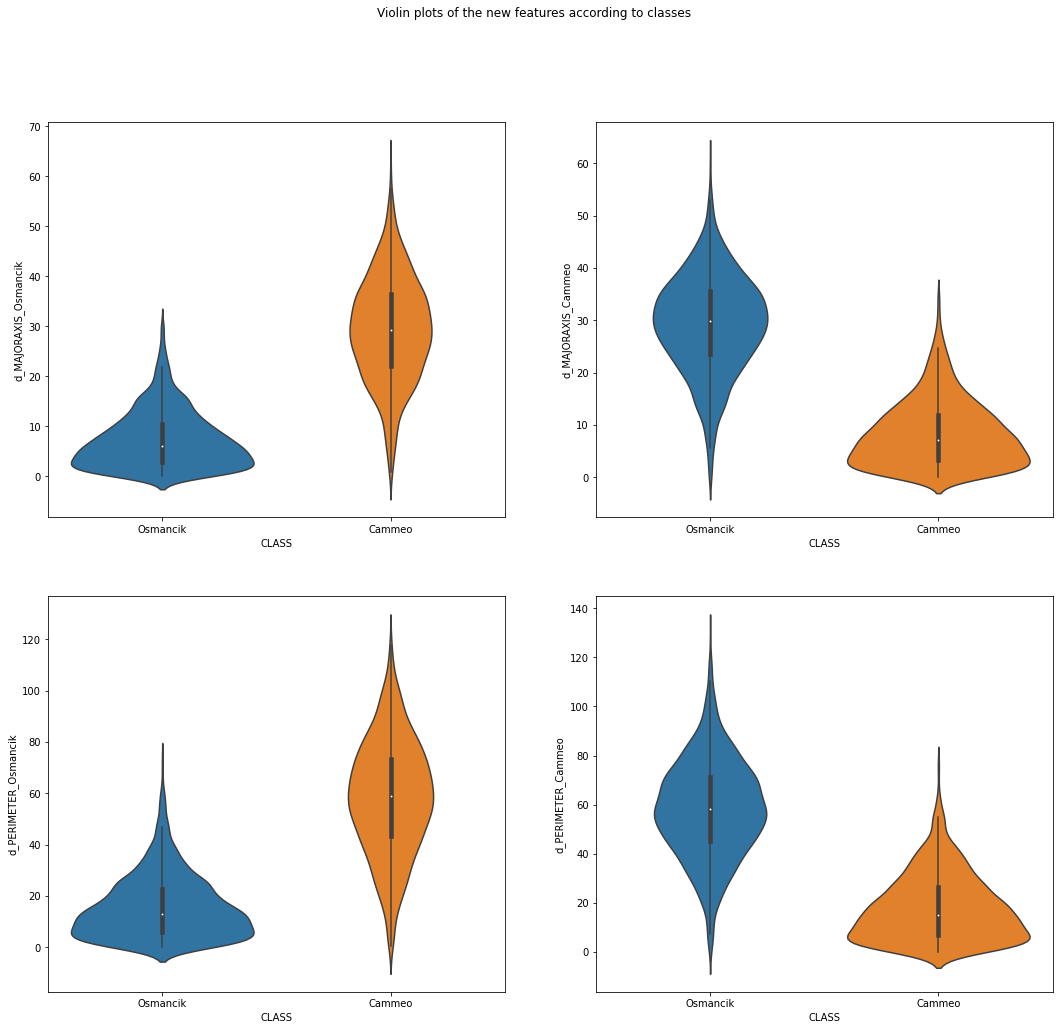 Violin plots of the new features according to classes
70
60
50
40
30
20
10
0
d_MAJORAXIS_Osmancik
Osmancik
Cammeo
CLASS
60
50
40
30
20
10
0
d_MAJORAXIS_Cammeo
Osmancik
Cammeo
CLASS
120
100
80
60
40
20
0
d_PERIMETER_Osmancik
Osmancik
Cammeo
CLASS
140
120
100
80
60
40
20
0
d_PERIMETER_Cammeo
Osmancik
Cammeo
CLASS